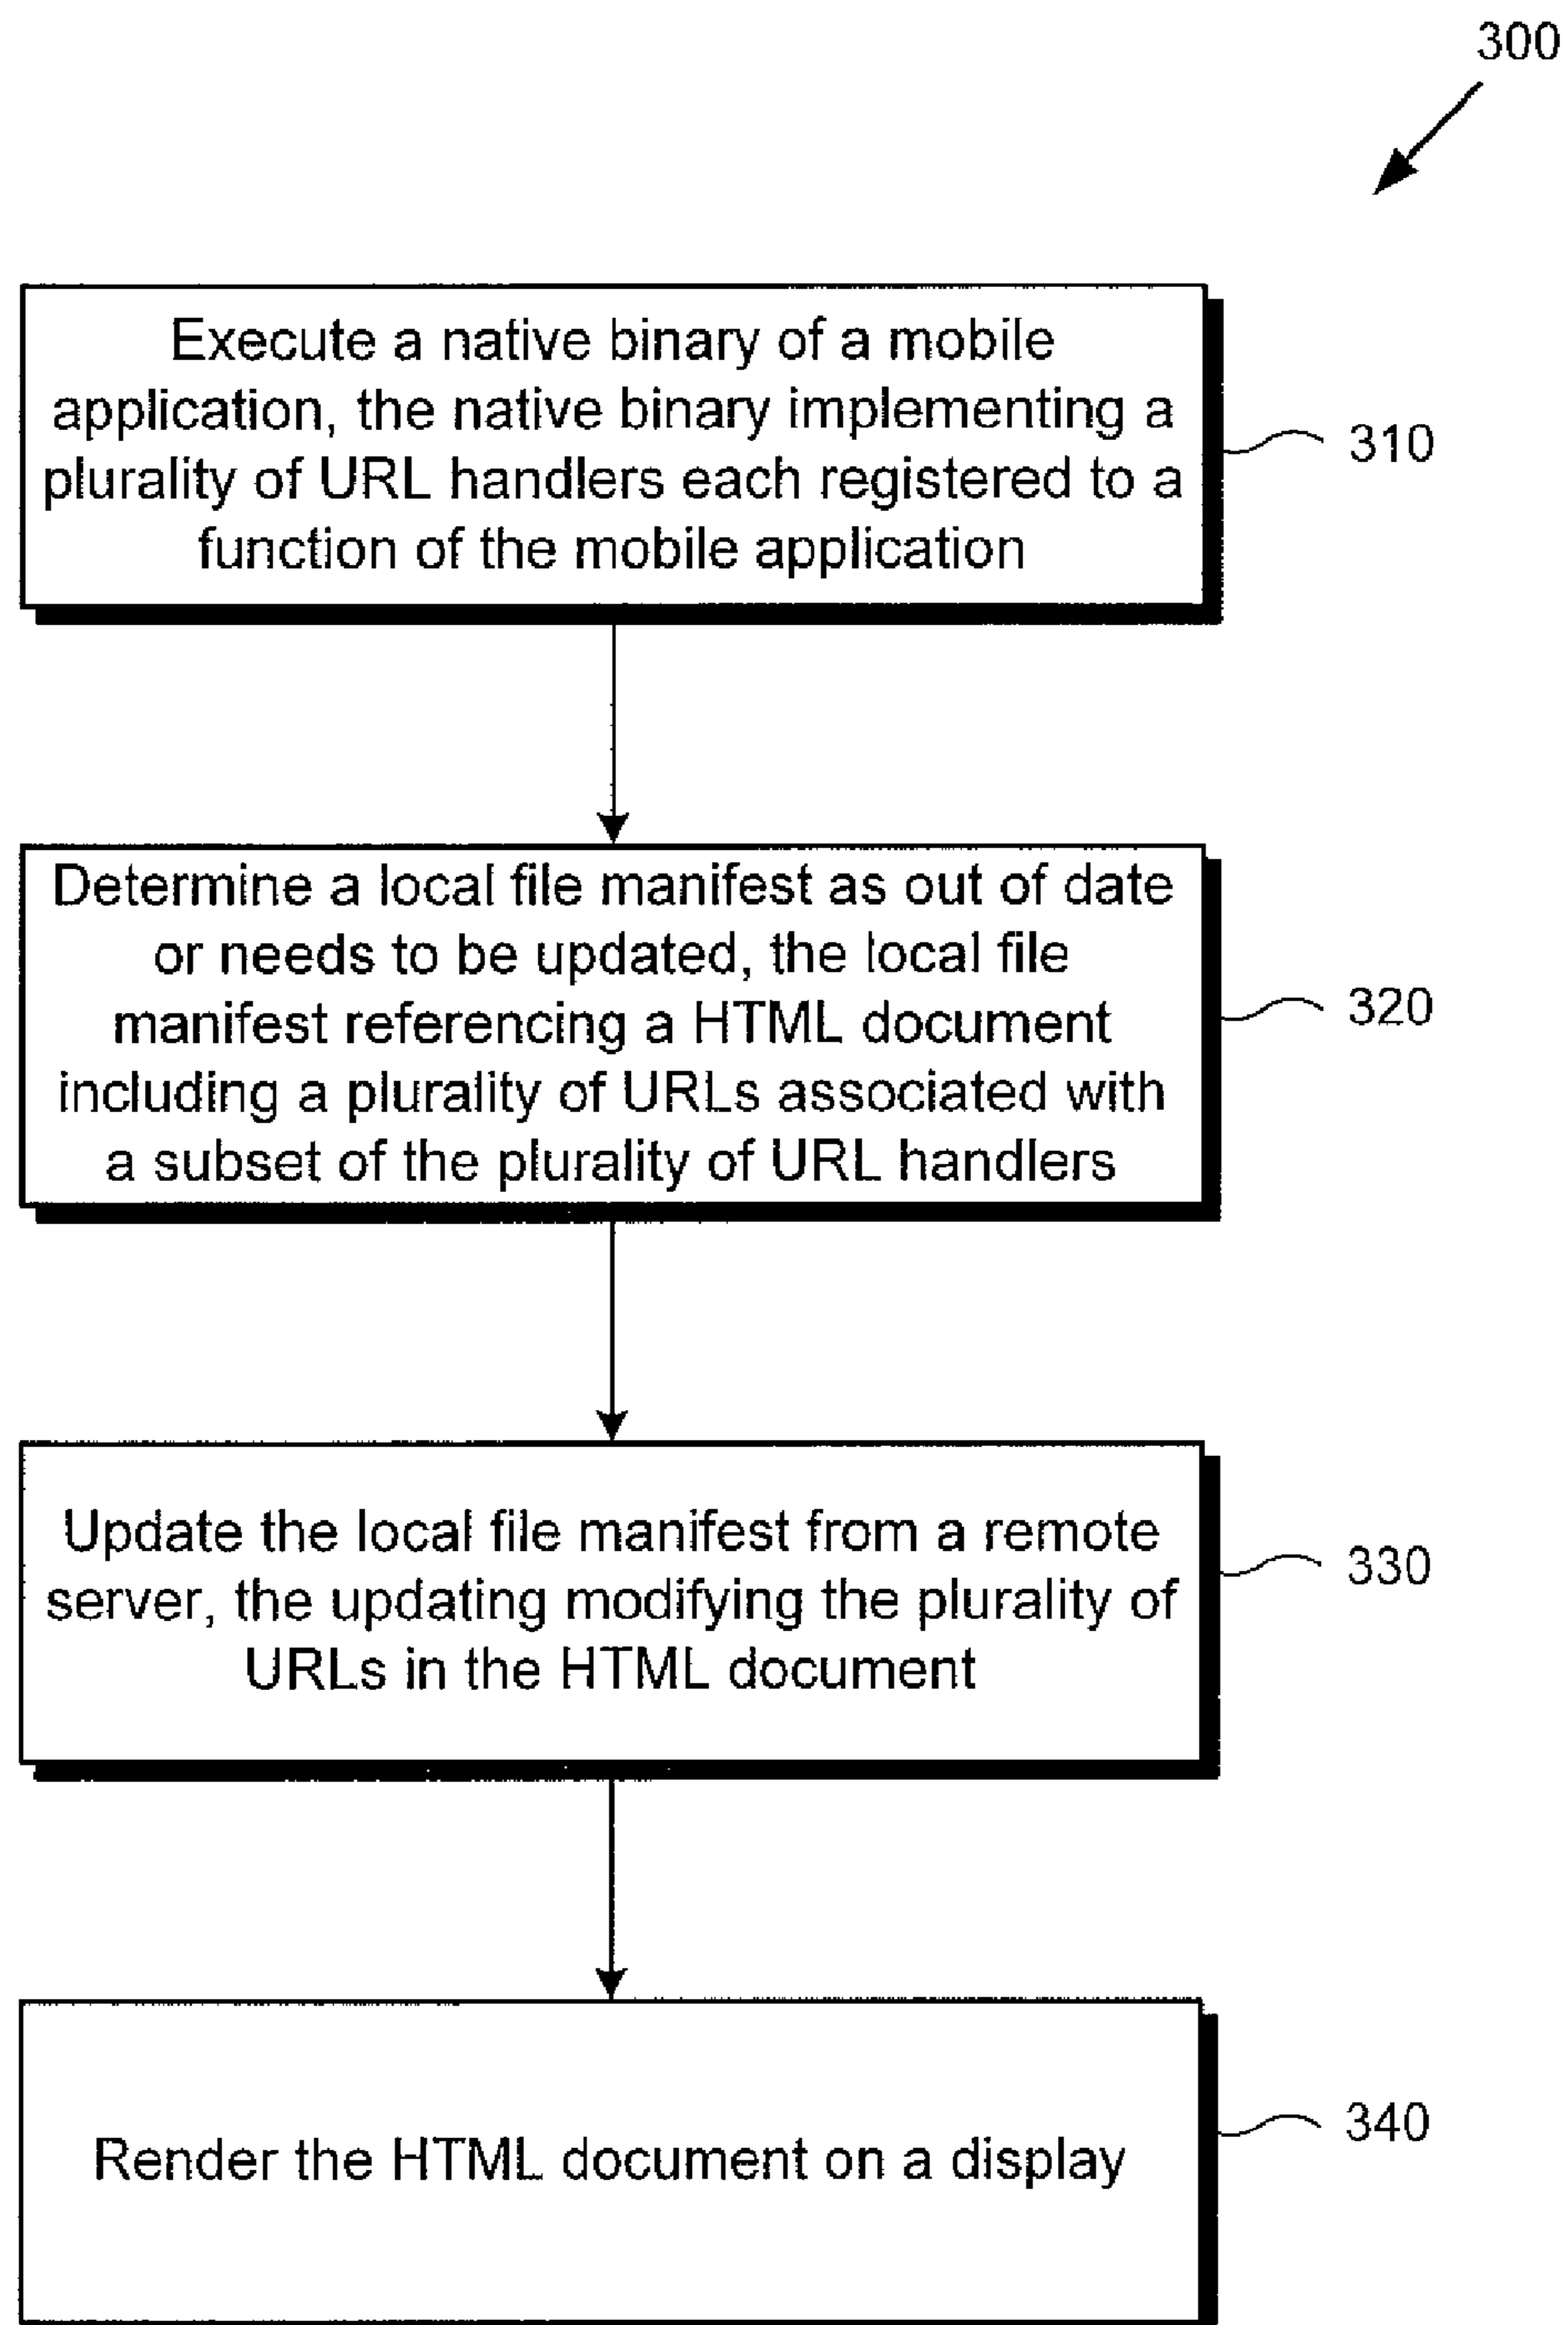 300
Execute a native binary of a mobile
application, the native binary implementing a
plurality of URL handlers each registered to a
function of the mobile application
310
Determine a local file manifest as out of date
or needs to be updated, the local file
manifest referencing a HTML document
including a plurality of URLs associated with
a subset of the plurality of URL handlers
320
Update the local file manifest from a remote
server, the updating modifying the plurality of
URLs in the HTML document
330
Render the HTML document on a display
340